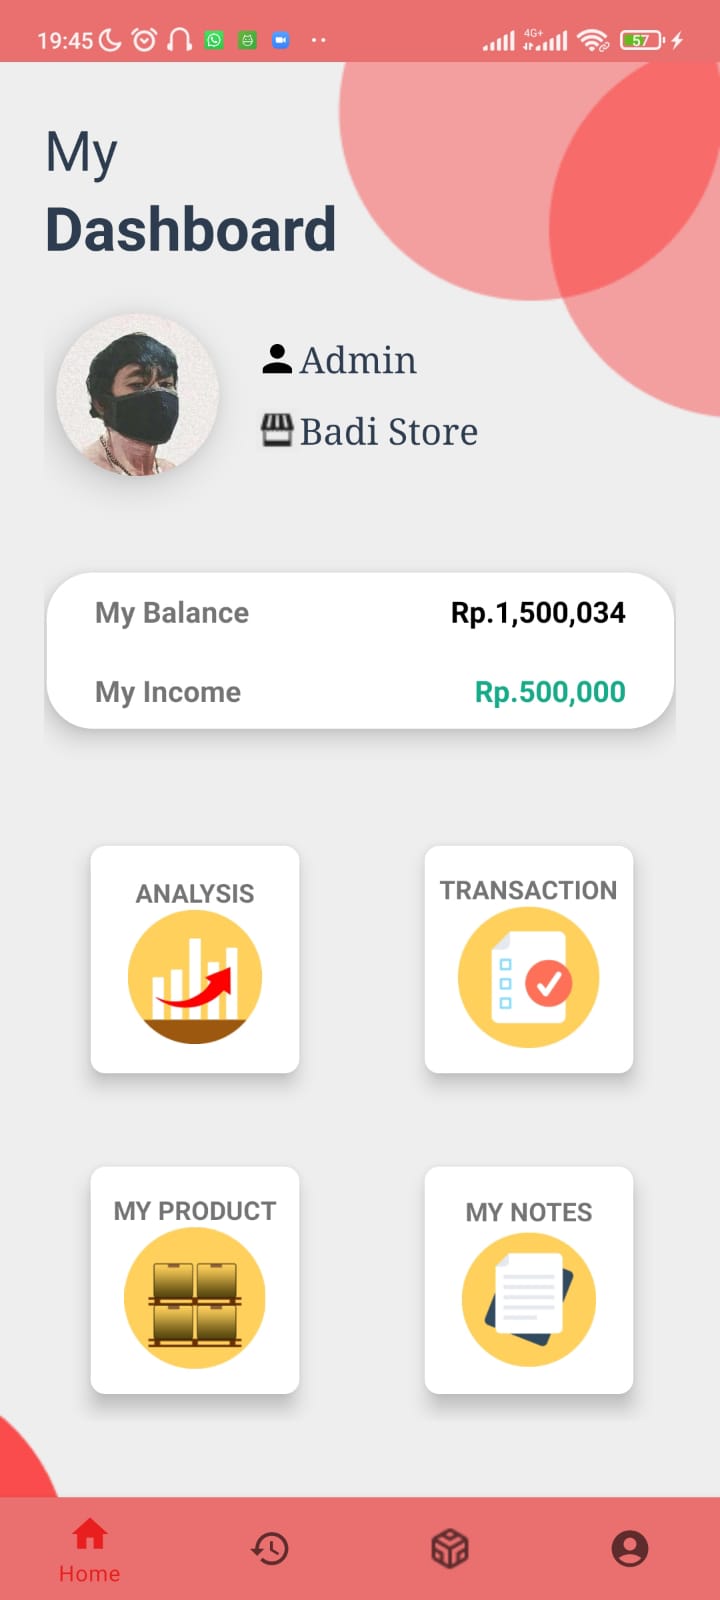 19:45 4G+ 57
My
Dashboard
Admin
Badi Store
My Balance Rp.1,500,034
My Income Rp.500,000
ANALYSIS TRANSACTION
MY PRODUCT MY NOTES
Home